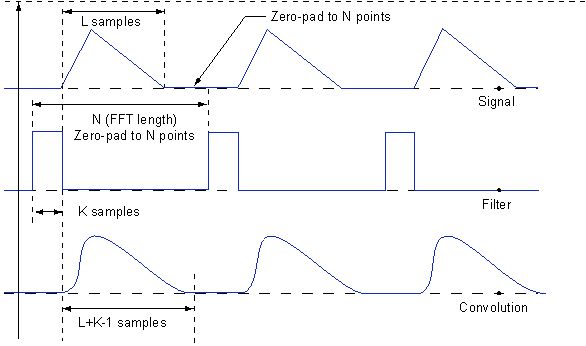 L samples
Zero-pad to N points
Signal
N (FFT length)
Zero-pad to N points
K samples
Filter
Convolution
L+K-1 samples